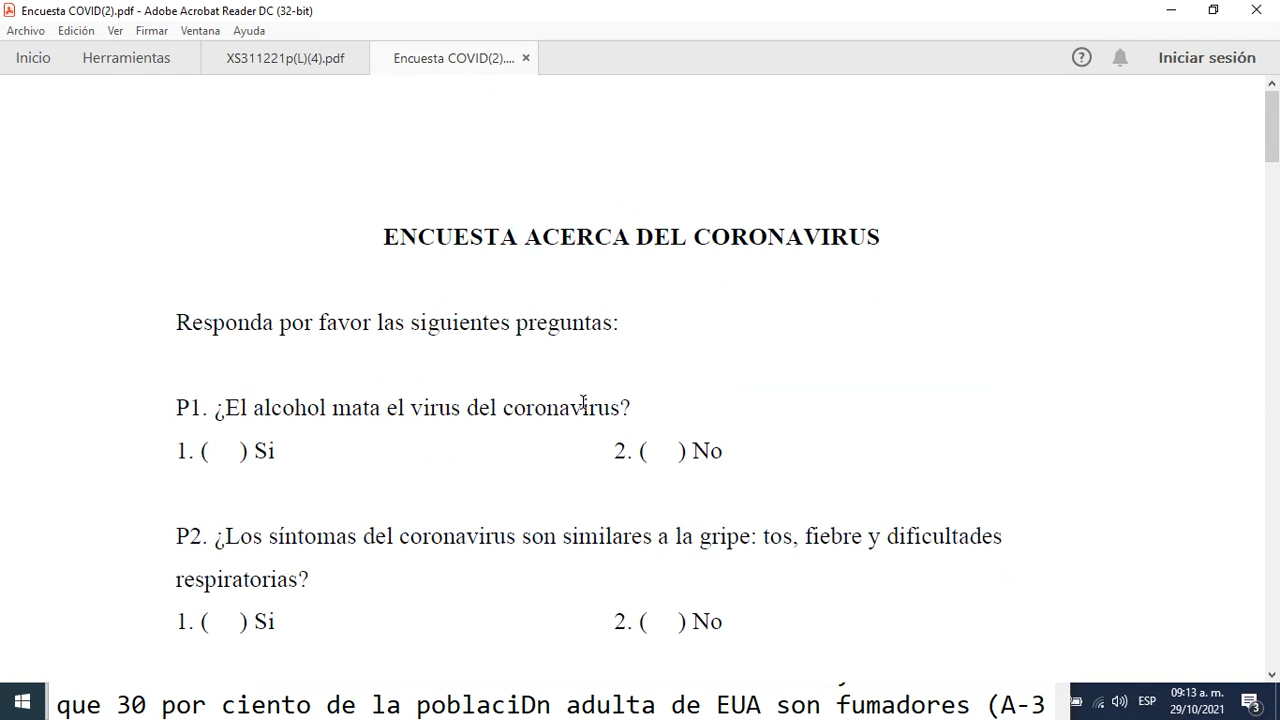 Encuesta COVID(2).pdf - Adobe Acrobat Reader DC (32-bit)
Archivo Edición Ver Firmar Ventana Ayuda
Inicio Herramientas XS311221p(L)(4).pdf Encuesta COVID(2).... × Iniciar sesión
ENCUESTA ACERCA DEL CORONAVIRUS
Responda por favor las siguientes preguntas:
P1. ¿El alcohol mata el virus del coronavirus?
1. ( ) Si 2. ( ) No
P2. ¿Los síntomas del coronavirus son similares a la gripe: tos, fiebre y dificultades
respiratorias?
1. ( ) Si 2. ( ) No
que 30 por ciento de la poblaciDn adulta de EUA son fumadores (A-3
ESP
09:13 a. m.
29/10/2021
3